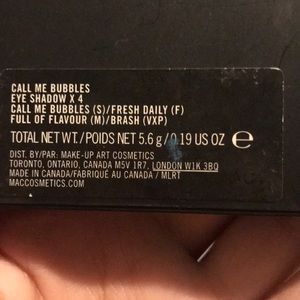 CALL ME BUBBLES
EYE SHADOW X 4
CALL ME BUBBLES (S)/FRESH DAILY (F)
FULL OF FLAVOUR (M)/BRASH (VXP)
TOTAL NET WT./POIDS NET 5.6 g/0.19 US OZ ℮
DIST. BY/PAR: MAKE-UP ART COSMETICS
TORONTO, ONTARIO, CANADA M5V 1R7, LONDON W1K 3BQ
MADE IN CANADA/FABRIQUÉ AU CANADA / MLRT
MACCOSMETICS.COM